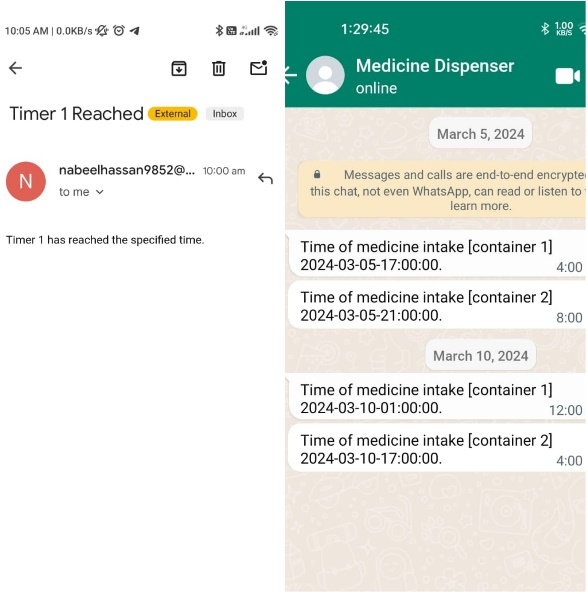 10:05 AM | 0.0KB/s
Timer 1 Reached External Inbox
N
nabeelhassan9852@... 10:00 am
to me
Timer 1 has reached the specified time.
1:29:45
1.00 KB/S
Medicine Dispenser
online
March 5, 2024
Messages and calls are end-to-end encrypte
this chat, not even WhatsApp, can read or listen to
learn more.
Time of medicine intake [container 1]
2024-03-05-17:00:00.
4:00
Time of medicine intake [container 2]
2024-03-05-21:00:00.
8:00
March 10, 2024
Time of medicine intake [container 1]
2024-03-10-01:00:00.
12:00
Time of medicine intake [container 2]
2024-03-10-17:00:00.
4:00